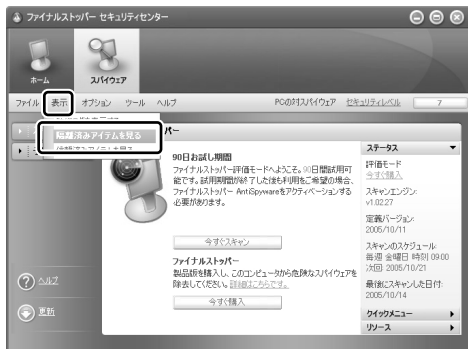 ファイナルストッパー セキュリティセンター
ホーム
スパイウェア
ファイル 表示 オプション ツール ヘルプ
PCの対スパイウェア セキュリティレベル 7
隔離済みアイテムを見る
パー
90日お試し期間
ファイナルストッパー評価モードへようこそ。90日間試用可
能です。試用期間が終了した後も利用をご希望の場合、
ファイナルストッパー AntiSpywareをアクティベーションする
必要があります。
今すぐスキャン
ファイナルストッパー
製品版を購入し、このコンピュータから危険なスパイウェアを
除去してください。詳細はこちらです。
今すぐ購入
ヘルプ
更新
ステータス
評価モード
今すぐ購入
スキャンエンジン:
v1.02.27
定義バージョン:
2005/10/11
スキャンのスケジュール:
毎週 金曜日 時刻 09:00
次回 2005/10/21
最後にスキャンした日付:
2005/10/14
クイックメニュー
リソース